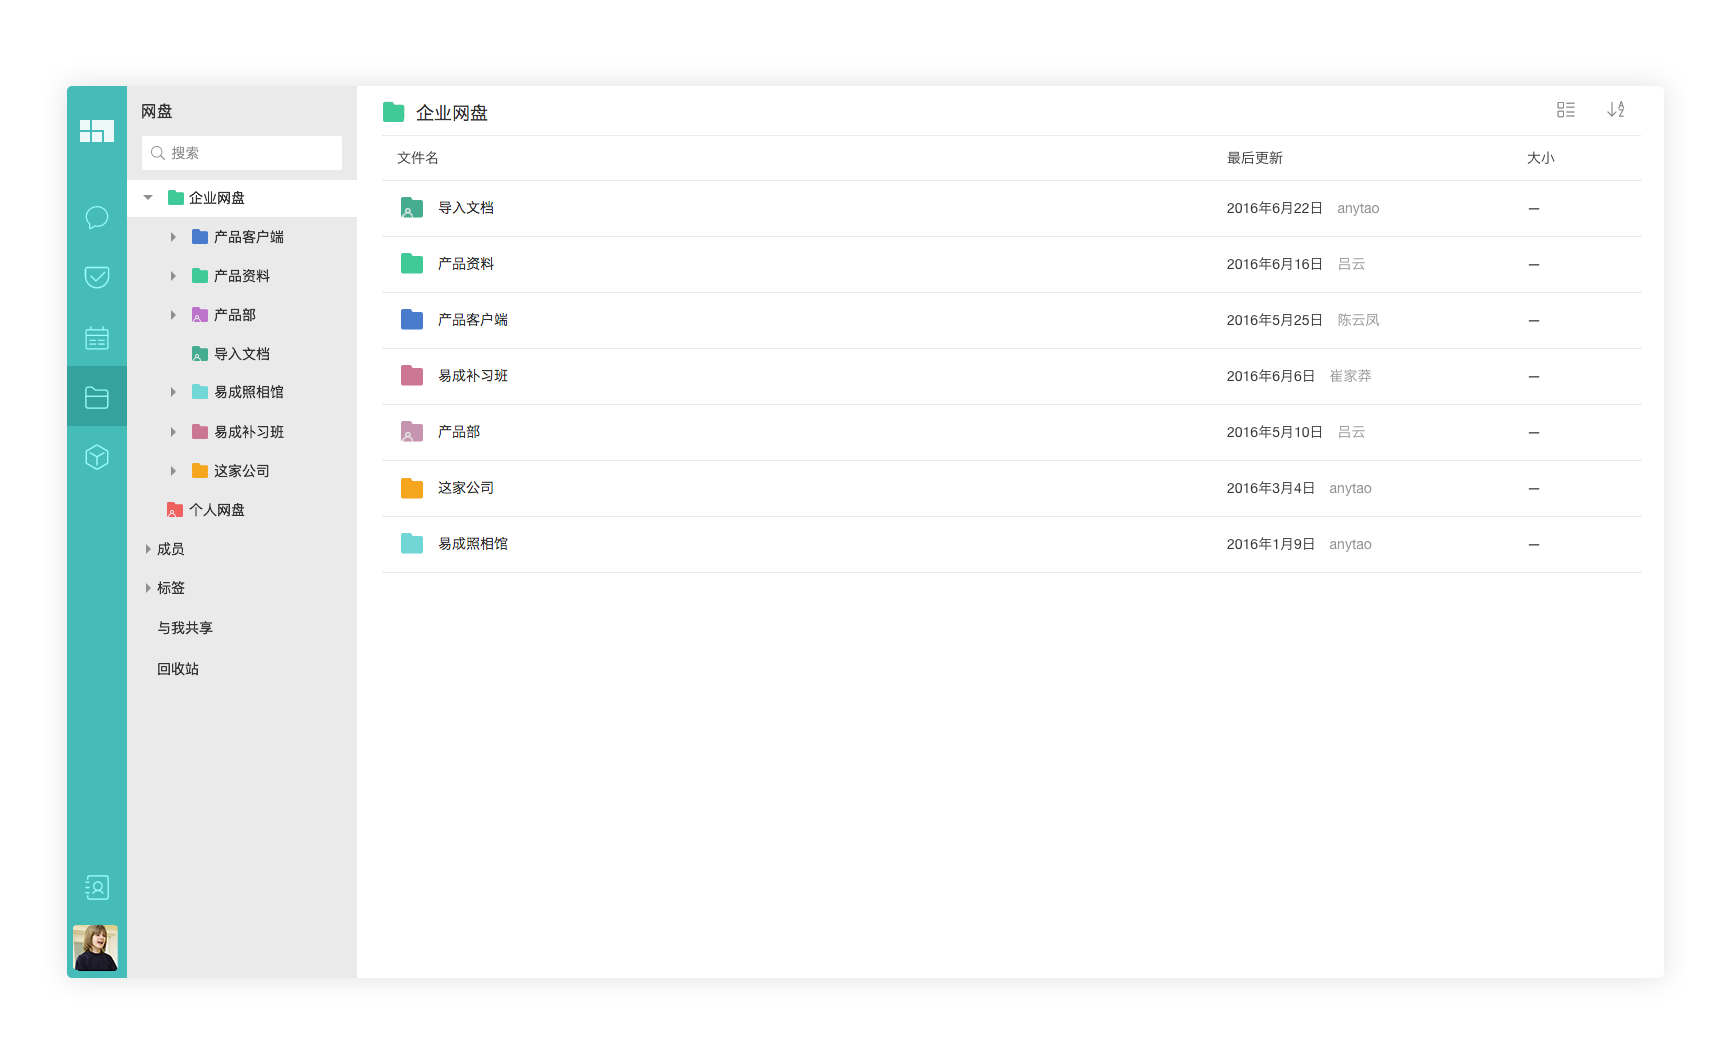 网盘
搜索
企业网盘
产品客户端
产品资料
产品部
导入文档
易成照相馆
易成补习班
这家公司
个人网盘
成员
标签
与我共享
回收站
企业网盘
文件名 最后更新 大小
导入文档 2016年6月22日 anytao —
产品资料 2016年6月16日 吕云 —
产品客户端 2016年5月25日 陈云凤 —
易成补习班 2016年6月6日 崔家莽 —
产品部 2016年5月10日 吕云 —
这家公司 2016年3月4日 anytao —
易成照相馆 2016年1月9日 anytao —